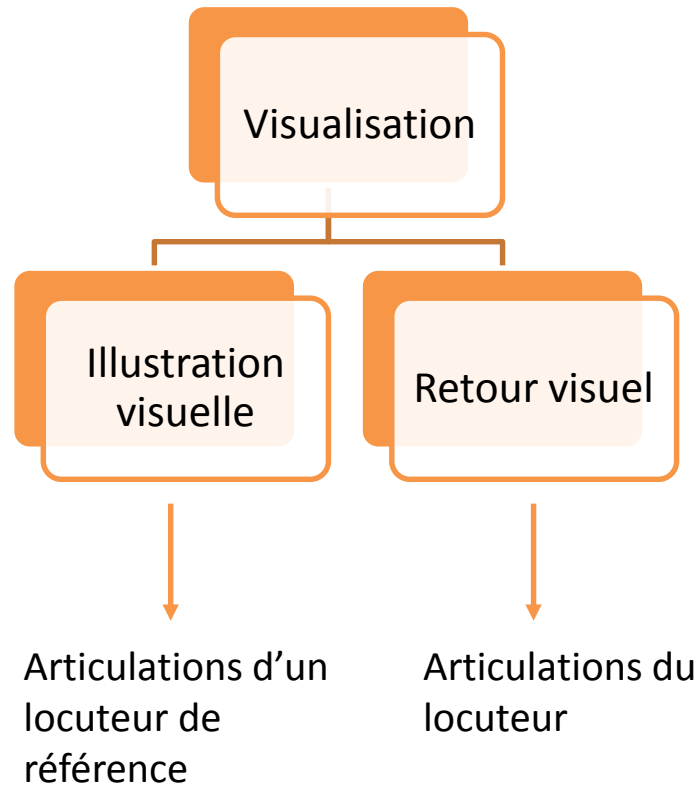 Visualisation
Illustration
visuelle
Retour visuel
Articulations d’un
locuteur de
référence
Articulations du
locuteur